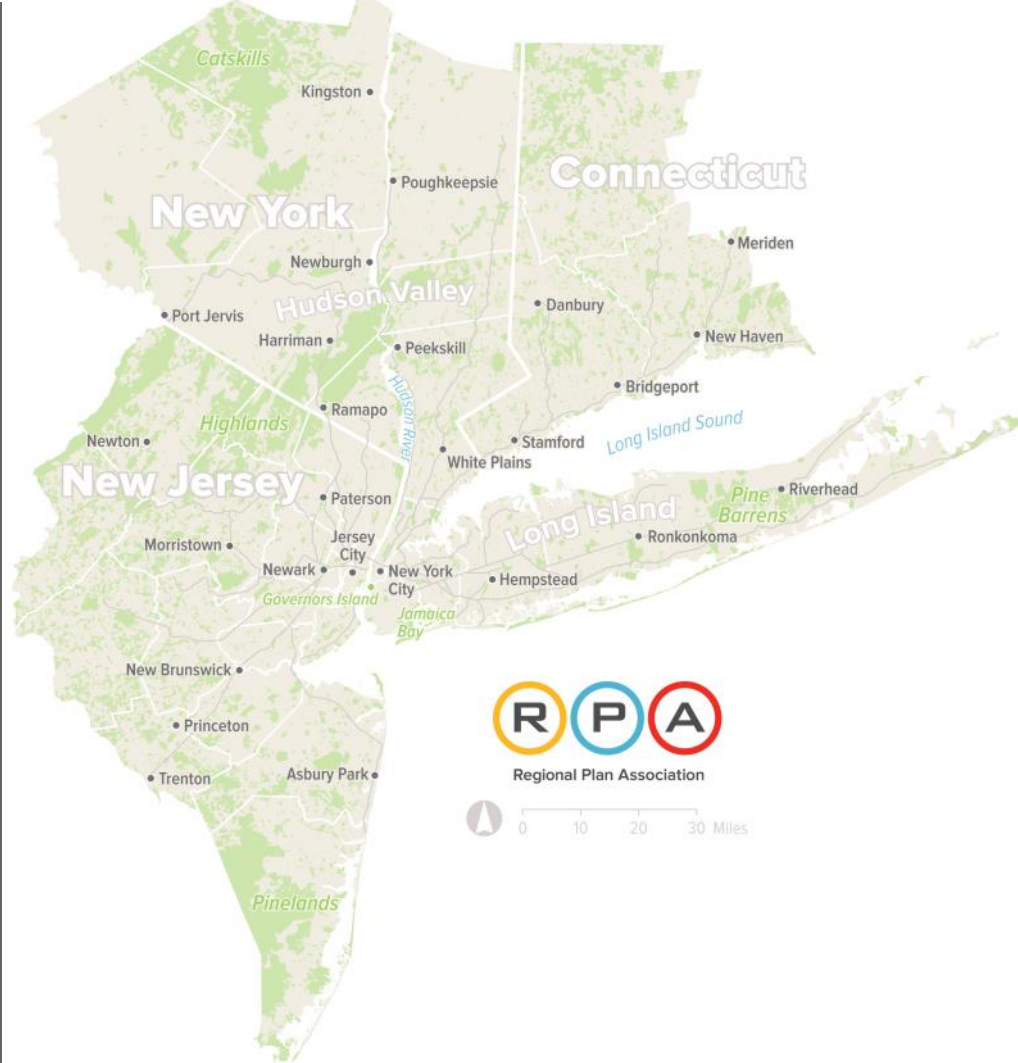 Catskills
Kingston
Connecticut
Poughkeepsie
New York
Meriden
Newburgh
Hudson Valley
Danbury
Port Jervis
New Haven
Harriman
Peekskill
Bridgeport
Hudson River
Ramapo
Highlands
Long Island Sound
Newton
Stamford
White Plains
New Jersey
Riverhead
Pine
Barrens
Paterson
Long Island
Ronkonkoma
Morristown
Jersey
City
Newark
New York
City
Hempstead
Governors Island
Jamaica
Bay
New Brunswick
Princeton
Trenton
Asbury Park
R P A
Regional Plan Association
0 10 20 30 Miles
Pinelands